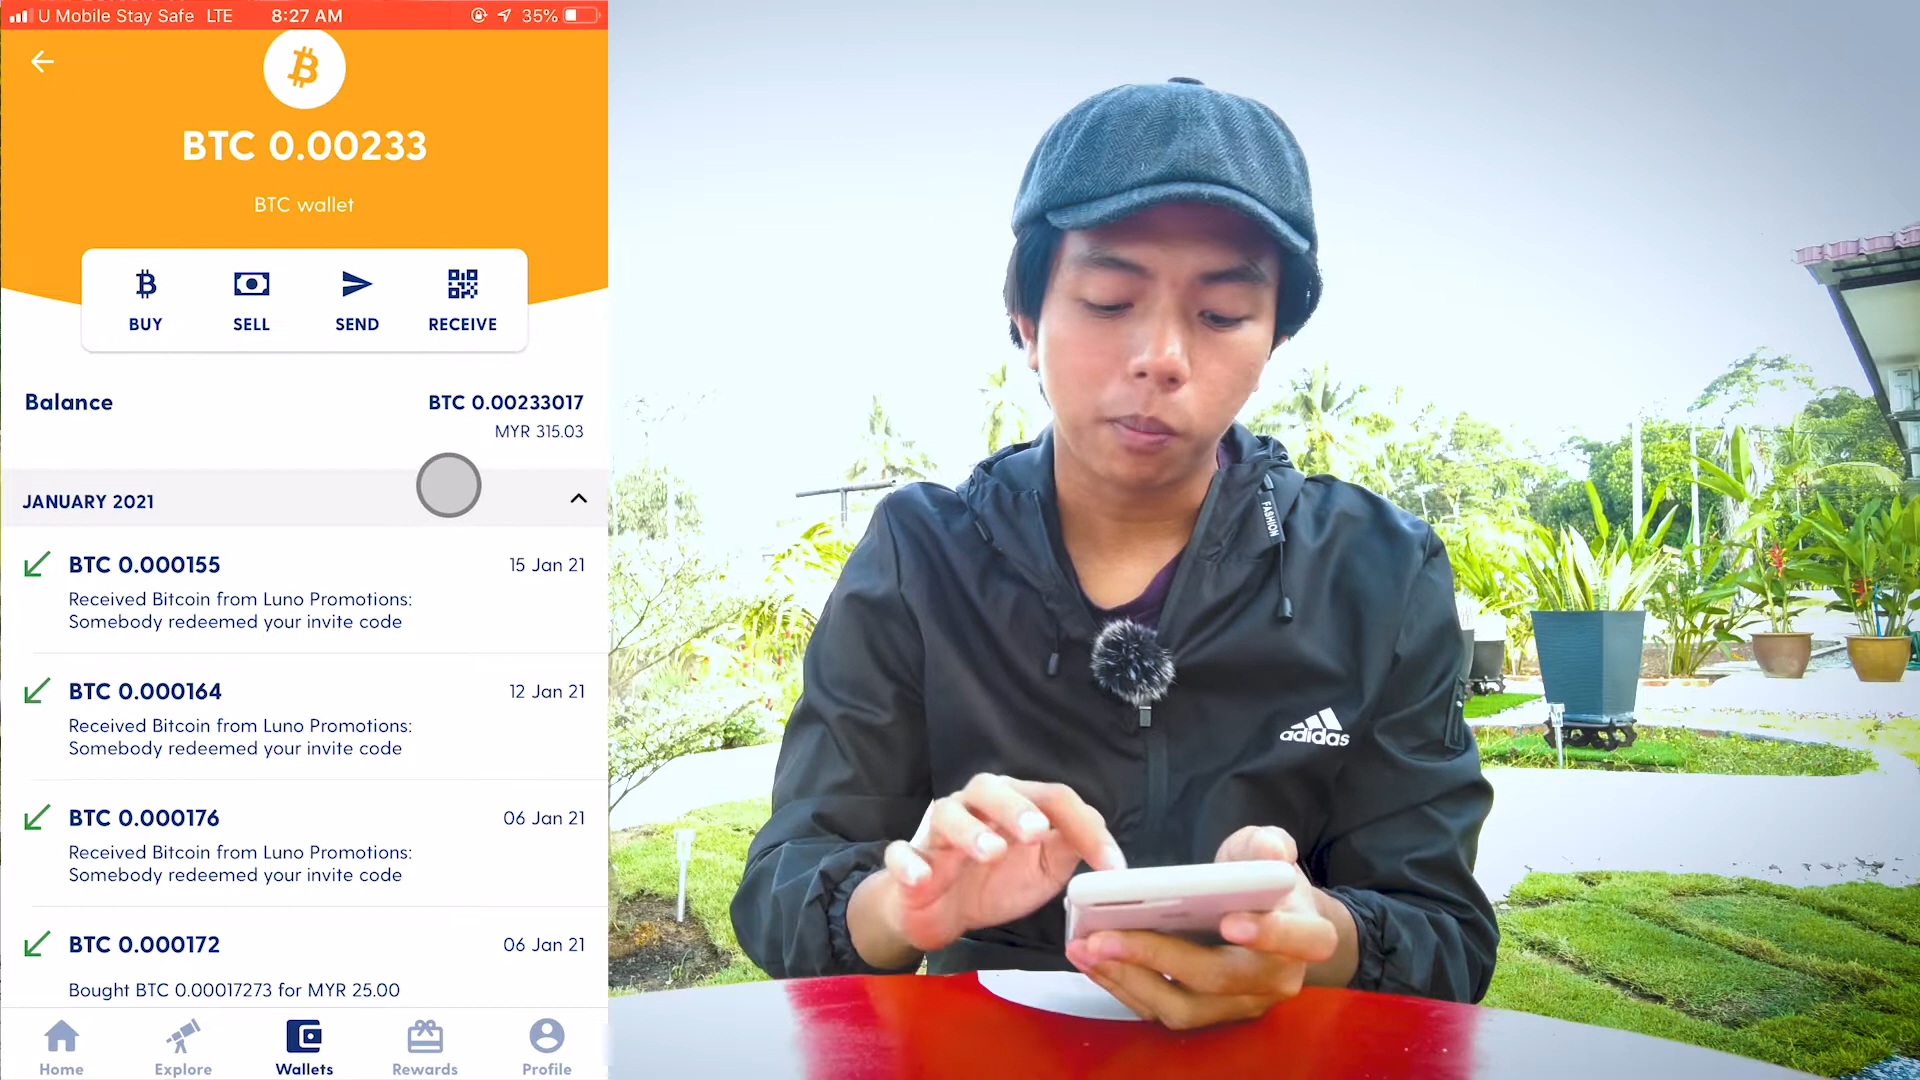 U Mobile Stay Safe LTE 8:27 AM 35%
BTC 0.00233
BTC wallet
BUY SELL SEND RECEIVE
Balance BTC 0.00233017
MYR 315.03
JANUARY 2021
BTC 0.000155 15 Jan 21
Received Bitcoin from Luno Promotions:
Somebody redeemed your invite code
BTC 0.000164 12 Jan 21
Received Bitcoin from Luno Promotions:
Somebody redeemed your invite code
BTC 0.000176 06 Jan 21
Received Bitcoin from Luno Promotions:
Somebody redeemed your invite code
BTC 0.000172 06 Jan 21
Bought BTC 0.00017273 for MYR 25.00
Home Explore Wallets Rewards Profile
FASHION
adidas